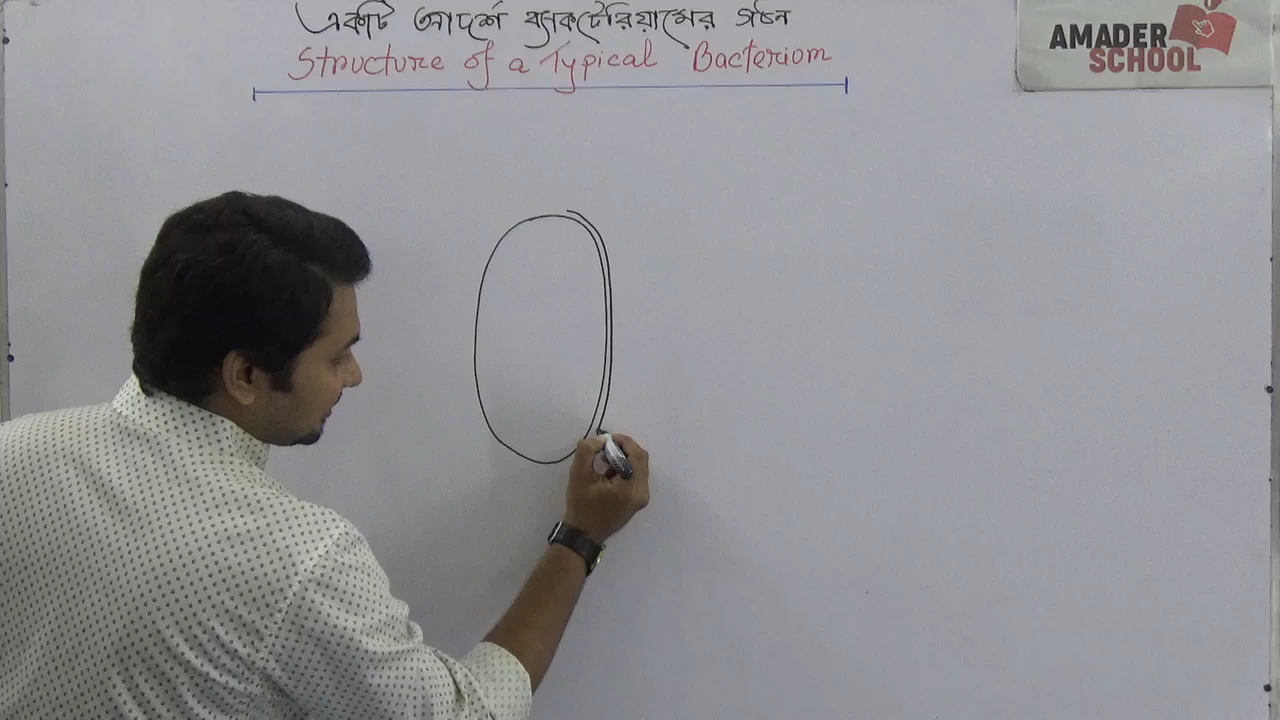 একটি আদর্শ ব্যাকটেরিয়ামের গঠন
Structure of a Typical Bacteriom
AMADER
SCHOOL